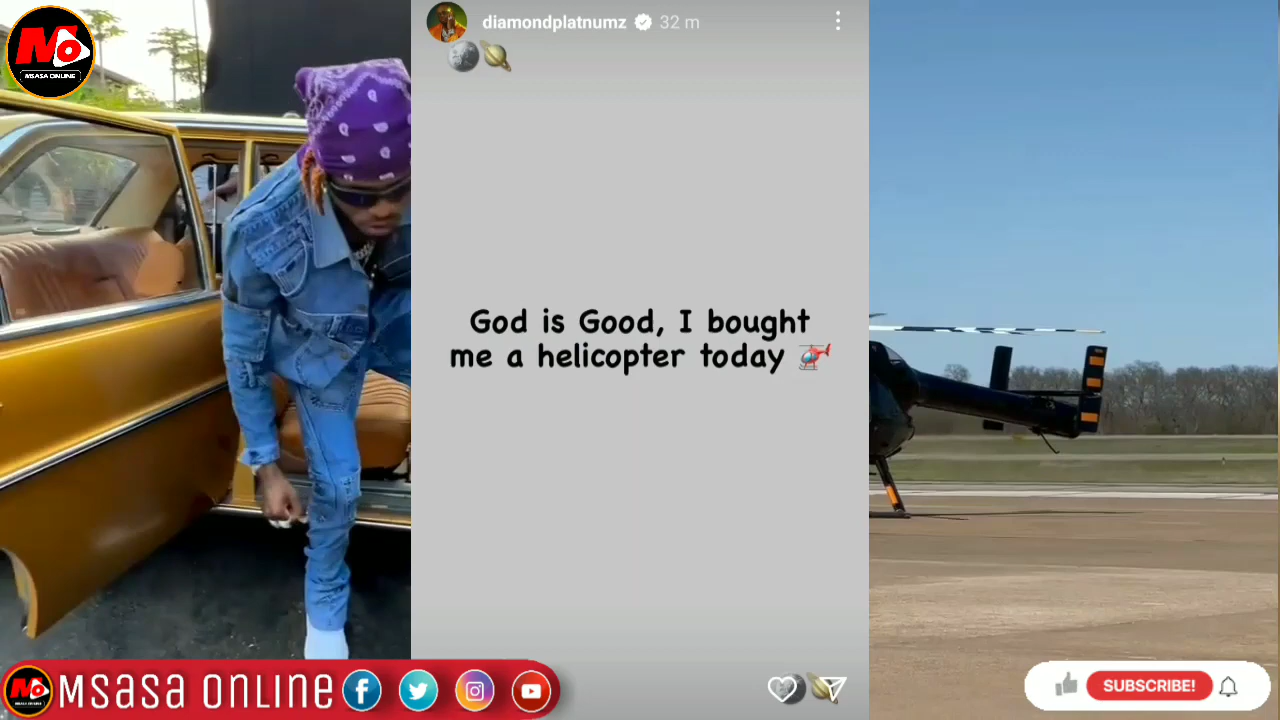 MSASA ONLINE
diamondplatnumz 32 m
God is Good, I bought
me a helicopter today 🚁
MSASA ONLINE
SUBSCRIBE!